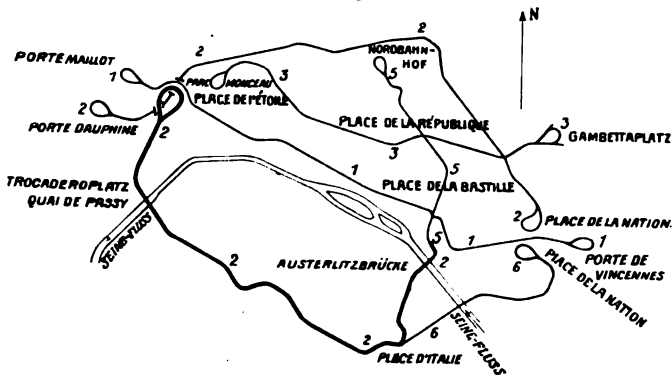 N
2
2
NORDBAHN-
HOF
5
PORTE MAILLOT
1
PARC MONCEAU
3
PLACE DE L'ÉTOILE
2
PORTE DAUPHINE
2
PLACE DE LA RÉPUBLIQUE
3
3
GAMBETTAPLATZ
1
5
TROCADEROPLATZ
QUAI DE PASSY
PLACE DE LA BASTILLE
2
PLACE DE LA NATION
SEINE-FLUSS
5
1
1
PORTE DE
VINCENNES
2
AUSTERLITZBRÜCKE
2
6
PLACE DE LA NATION
2
6
SEINE-FLUSS
PLACE D'ITALIE